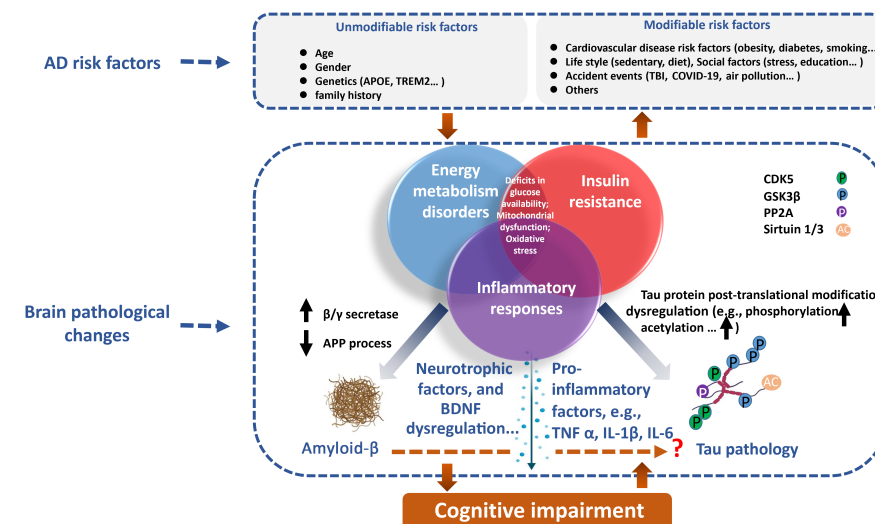 Unmodifiable risk factors
Age
Gender
Genetics (APOE, TREM2... )
family history
Modifiable risk factors
Cardiovascular disease risk factors (obesity, diabetes, smoking...
Life style (sedentary, diet), Social factors (stress, education... )
Accident events (TBI, COVID-19, air pollution... )
Others
AD risk factors
Energy
metabolism
disorders
Deficits in
glucose
availability;
Mitochondrial
dysfunction;
Oxidative
stress
Insulin
resistance
Inflammatory
responses
CDK5 P
GSK3β P
PP2A P
Sirtuin 1/3 AC
Brain pathological
changes
β/γ secretase
APP process
Tau protein post-translational modificatio
dysregulation (e.g., phosphorylation
acetylation ... )
Neurotrophic
factors, and
BDNF
dysregulation...
Pro-
inflammatory
factors, e.g.,
TNF α, IL-1β, IL-6
P
P
P
P
P
AC
P
P
P
Amyloid-β
?
Tau pathology
Cognitive impairment